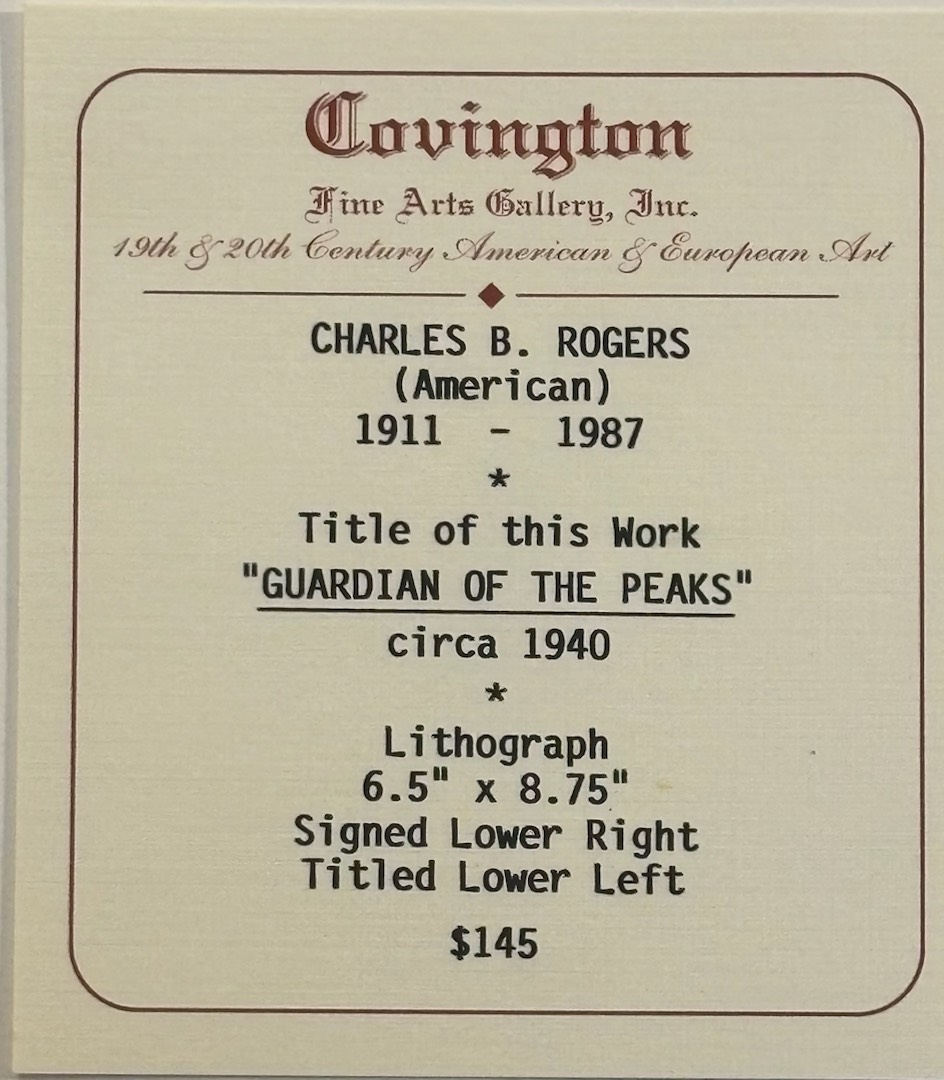 Covington
Fine Arts Gallery, Inc.
19th & 20th Century American & European Art
CHARLES B. ROGERS
(American)
1911 - 1987
*
Title of this Work
"GUARDIAN OF THE PEAKS"
circa 1940
*
Lithograph
6.5" x 8.75"
Signed Lower Right
Titled Lower Left
$145